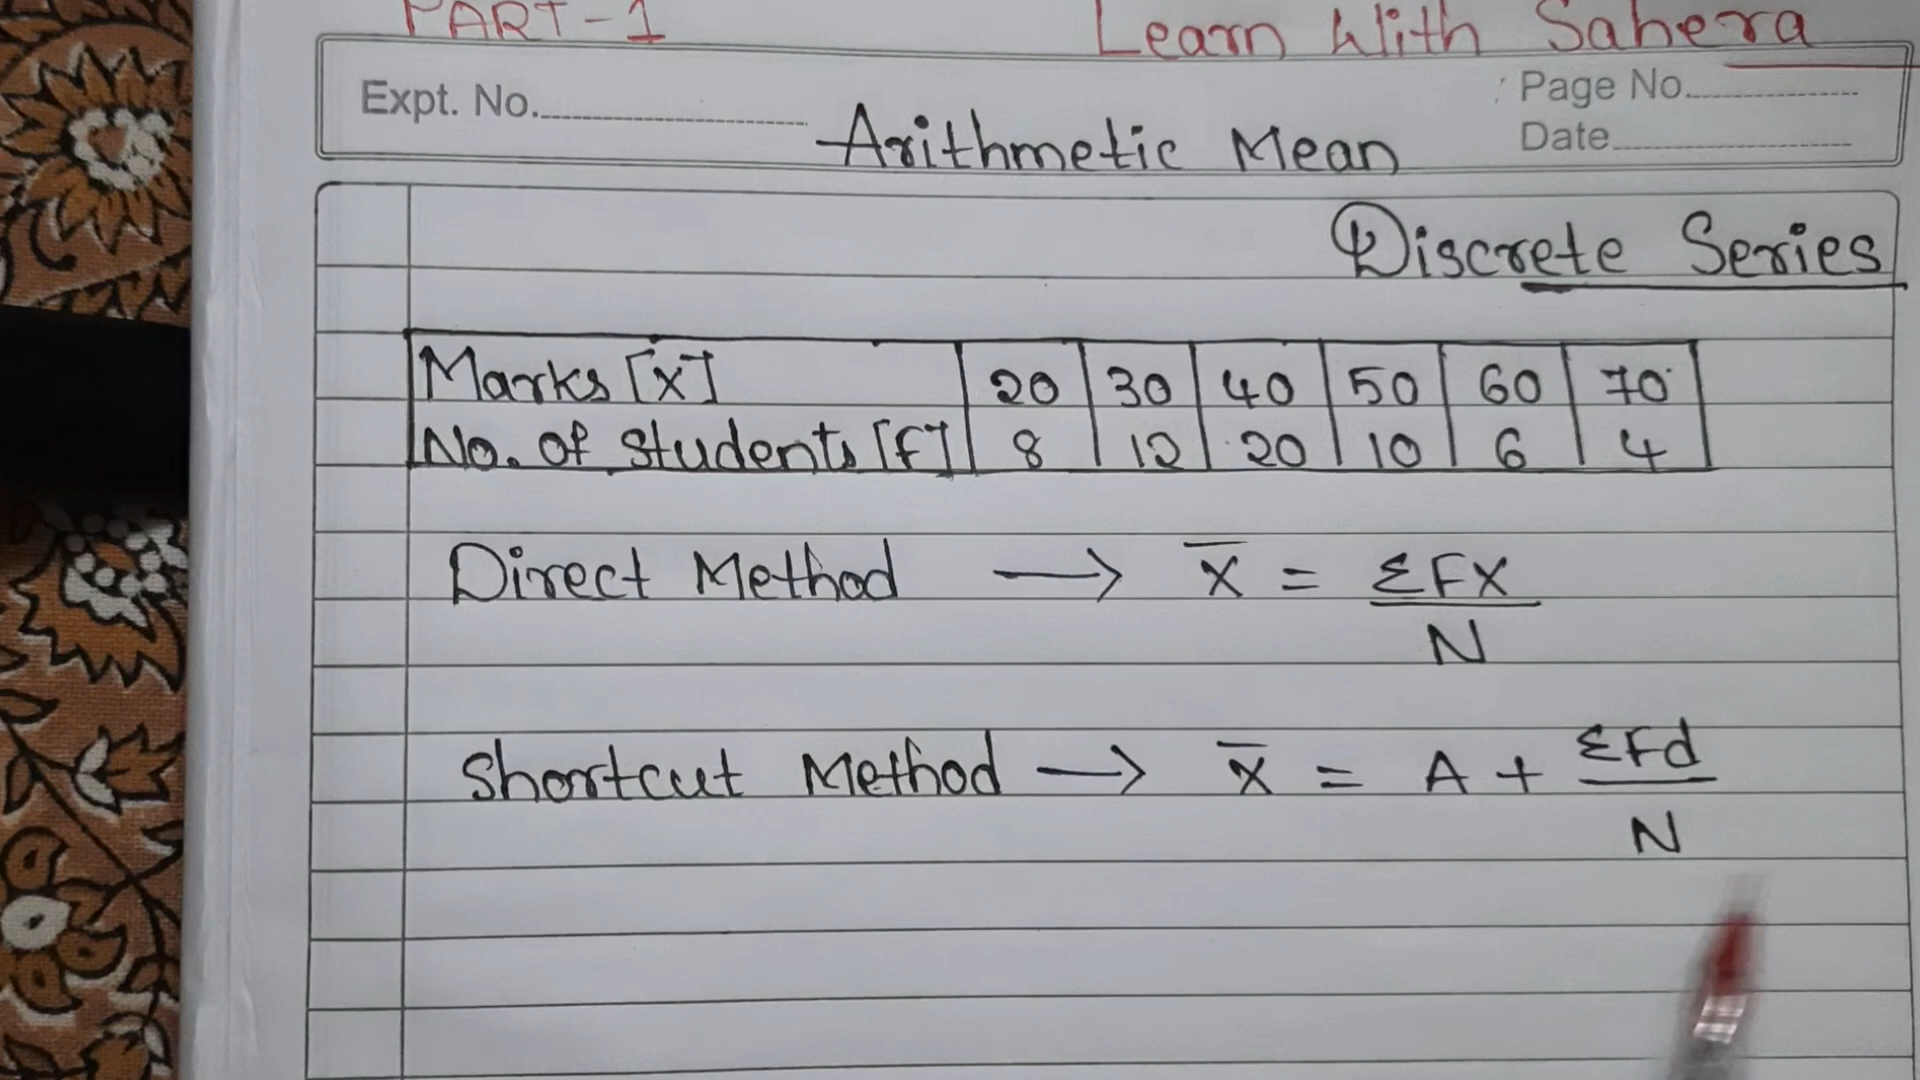 PART-1 Learn With Sahera
Expt. No. Page No.
Arithmetic Mean Date
Discrete Series
Marks [X] 20 30 40 50 60 70
No. of students [F] 8 12 20 10 6 4
Direct Method → X̅ = ΣFX / N
Shortcut Method → X̅ = A + ΣFd / N